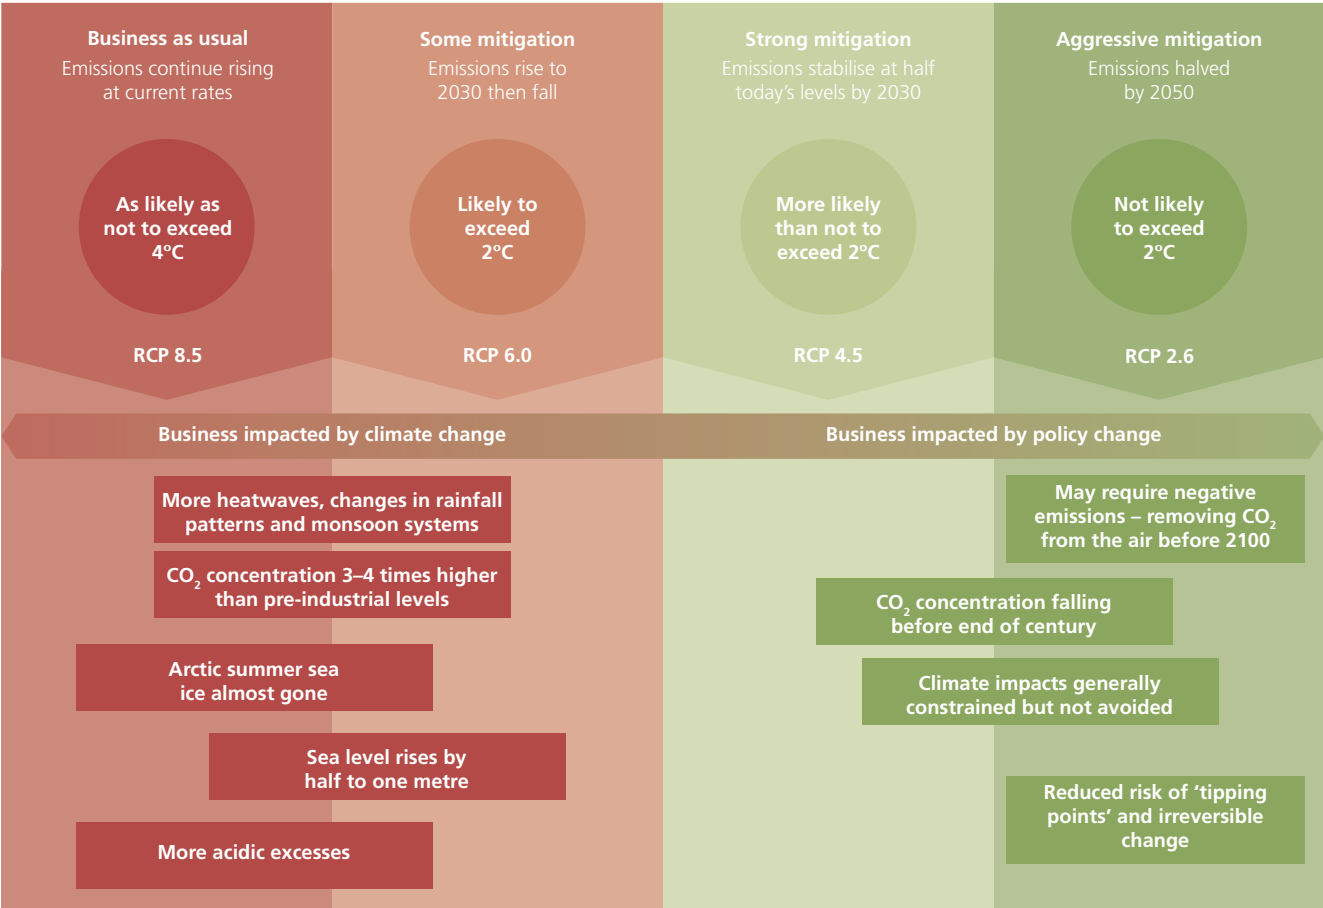 Business as usual
Emissions continue rising
at current rates
As likely as
not to exceed
4ºC
RCP 8.5
Some mitigation
Emissions rise to
2030 then fall
Likely to
exceed
2ºC
RCP 6.0
Strong mitigation
Emissions stabilise at half
today's levels by 2030
More likely
than not to
exceed 2ºC
RCP 4.5
Aggressive mitigation
Emissions halved
by 2050
Not likely
to exceed
2ºC
RCP 2.6
Business impacted by climate change
Business impacted by policy change
More heatwaves, changes in rainfall
patterns and monsoon systems
CO₂ concentration 3–4 times higher
than pre-industrial levels
Arctic summer sea
ice almost gone
Sea level rises by
half to one metre
More acidic excesses
May require negative
emissions – removing CO₂
from the air before 2100
CO₂ concentration falling
before end of century
Climate impacts generally
constrained but not avoided
Reduced risk of ‘tipping
points’ and irreversible
change